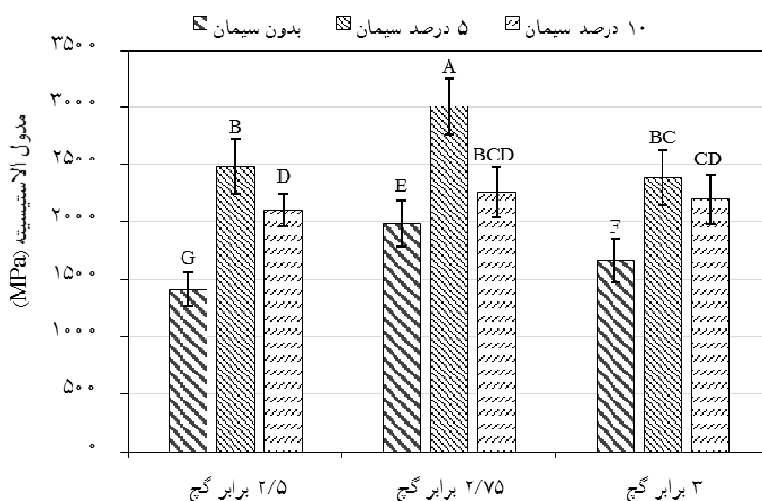 بدون سیمان ۵ درصد سیمان ۱۰ درصد سیمان
مدول الاستیسیته (MPa)
۳۵۰۰
۳۰۰۰
۲۵۰۰
۲۰۰۰
۱۵۰۰
۱۰۰۰
۵۰۰
۰
G B D
E A BCD
BC CD
۲/۵ برابر گچ
۲/۷۵ برابر گچ
۳ برابر گچ